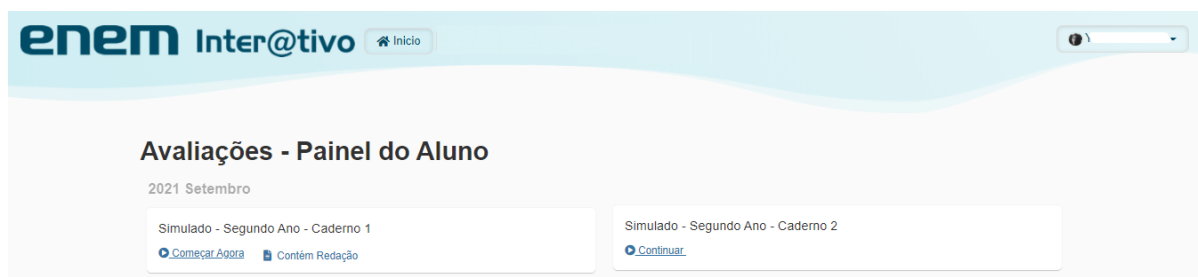 enem Inter@tivo Inicio
Avaliações - Painel do Aluno
2021 Setembro
Simulado - Segundo Ano - Caderno 1
Começar Agora Contém Redação
Simulado - Segundo Ano - Caderno 2
Continuar